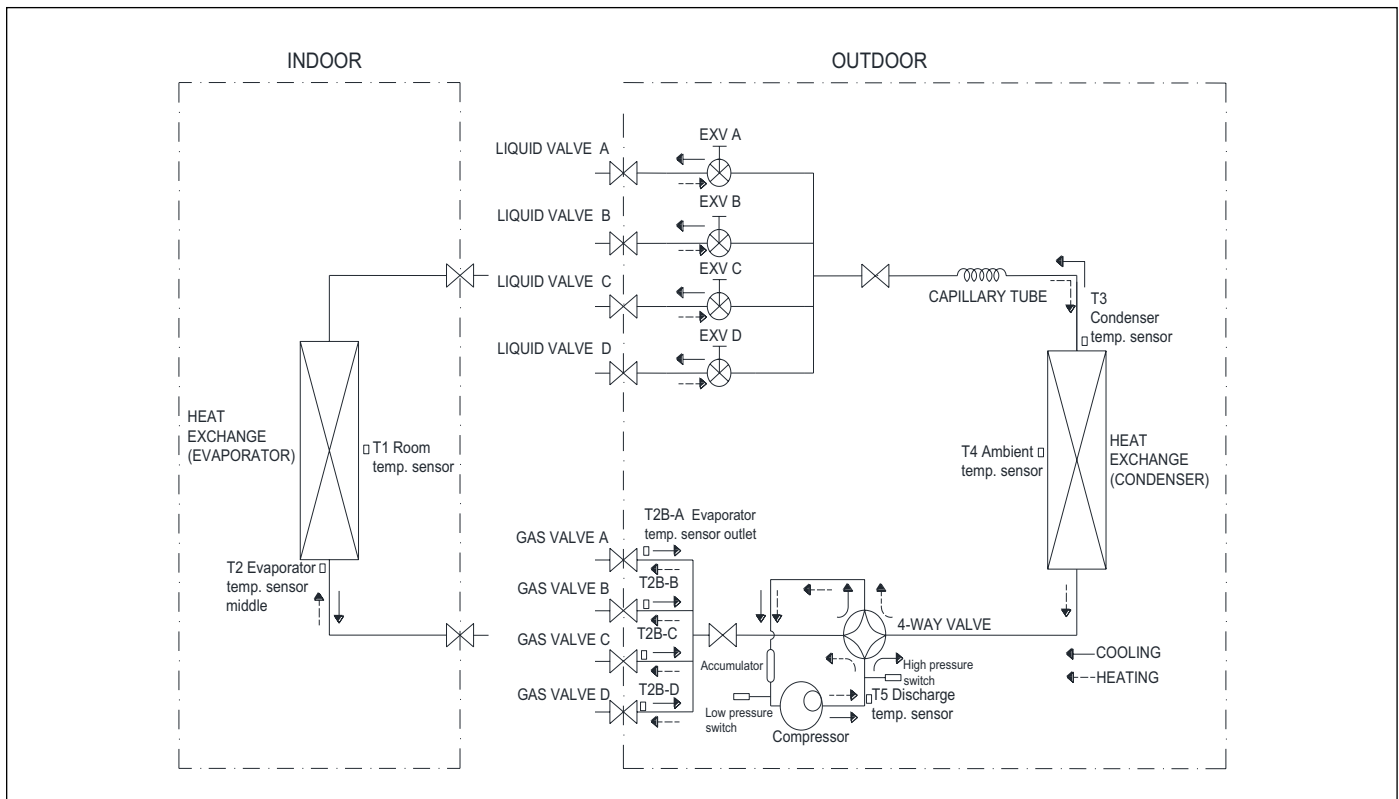 INDOOR
OUTDOOR
LIQUID VALVE A
EXV A
LIQUID VALVE B
EXV B
LIQUID VALVE C
EXV C
LIQUID VALVE D
EXV D
CAPILLARY TUBE
T3
Condenser
temp. sensor
HEAT
EXCHANGE
(EVAPORATOR)
T1 Room
temp. sensor
T4 Ambient
temp. sensor
HEAT
EXCHANGE
(CONDENSER)
T2 Evaporator
temp. sensor
middle
GAS VALVE A
T2B-A Evaporator
temp. sensor outlet
GAS VALVE B
T2B-B
GAS VALVE C
T2B-C
GAS VALVE D
T2B-D
4-WAY VALVE
Accumulator
High pressure
switch
Low pressure
switch
T5 Discharge
temp. sensor
Compressor
COOLING
HEATING